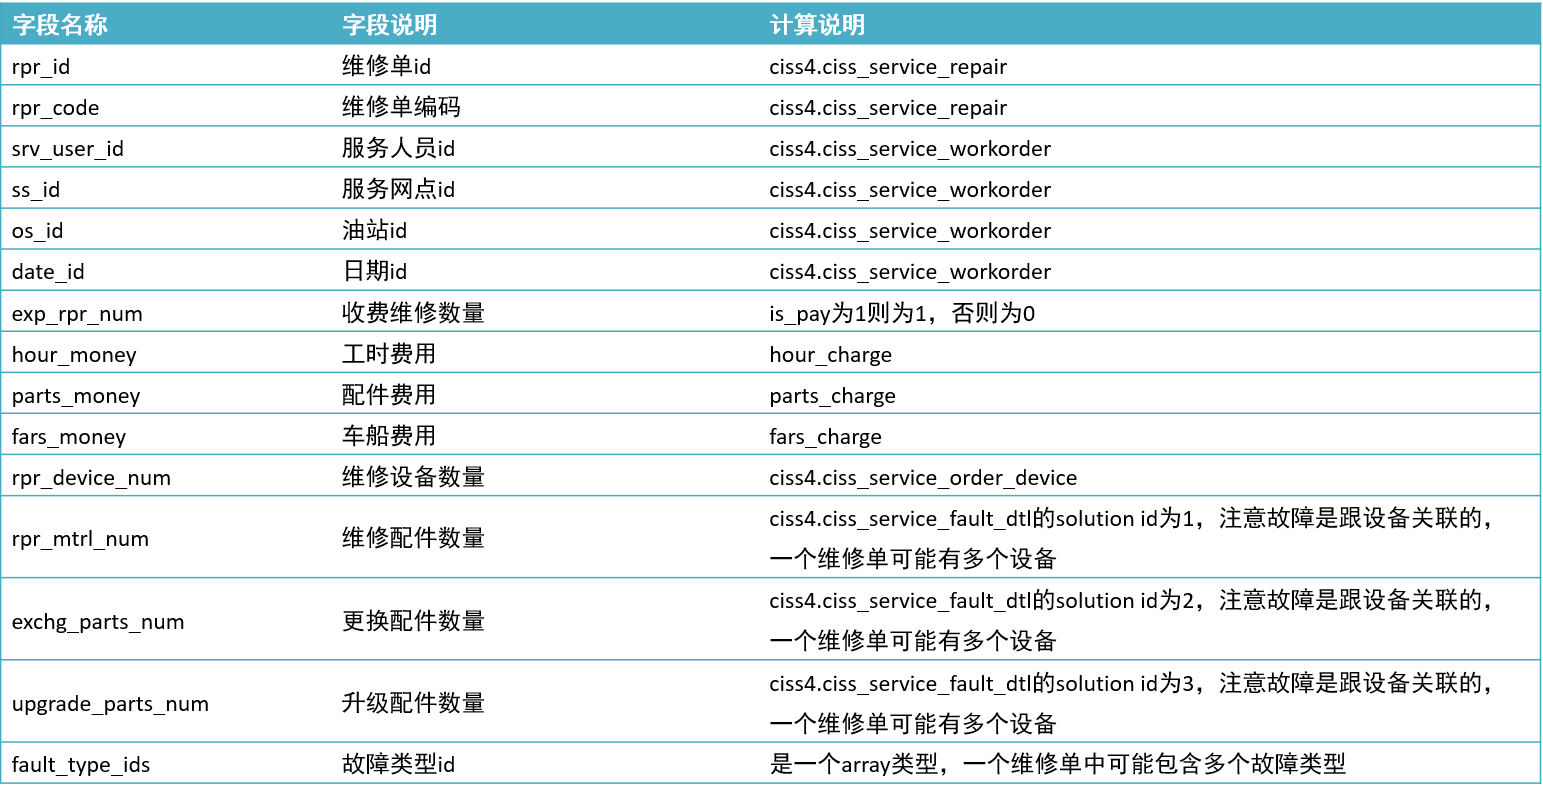 字段名称 字段说明 计算说明
rpr_id 维修单id ciss4.ciss_service_repair
rpr_code 维修单编码 ciss4.ciss_service_repair
srv_user_id 服务人员id ciss4.ciss_service_workorder
ss_id 服务网点id ciss4.ciss_service_workorder
os_id 油站id ciss4.ciss_service_workorder
date_id 日期id ciss4.ciss_service_workorder
exp_rpr_num 收费维修数量 is_pay为1则为1，否则为0
hour_money 工时费用 hour_charge
parts_money 配件费用 parts_charge
fars_money 车船费用 fars_charge
rpr_device_num 维修设备数量 ciss4.ciss_service_order_device
rpr_mtrl_num 维修配件数量 ciss4.ciss_service_fault_dtl的solution id为1，注意故障是跟设备关联的，
一个维修单可能有多个设备
exchg_parts_num 更换配件数量 ciss4.ciss_service_fault_dtl的solution id为2，注意故障是跟设备关联的，
一个维修单可能有多个设备
upgrade_parts_num 升级配件数量 ciss4.ciss_service_fault_dtl的solution id为3，注意故障是跟设备关联的，
一个维修单可能有多个设备
fault_type_ids 故障类型id 是一个array类型，一个维修单中可能包含多个故障类型